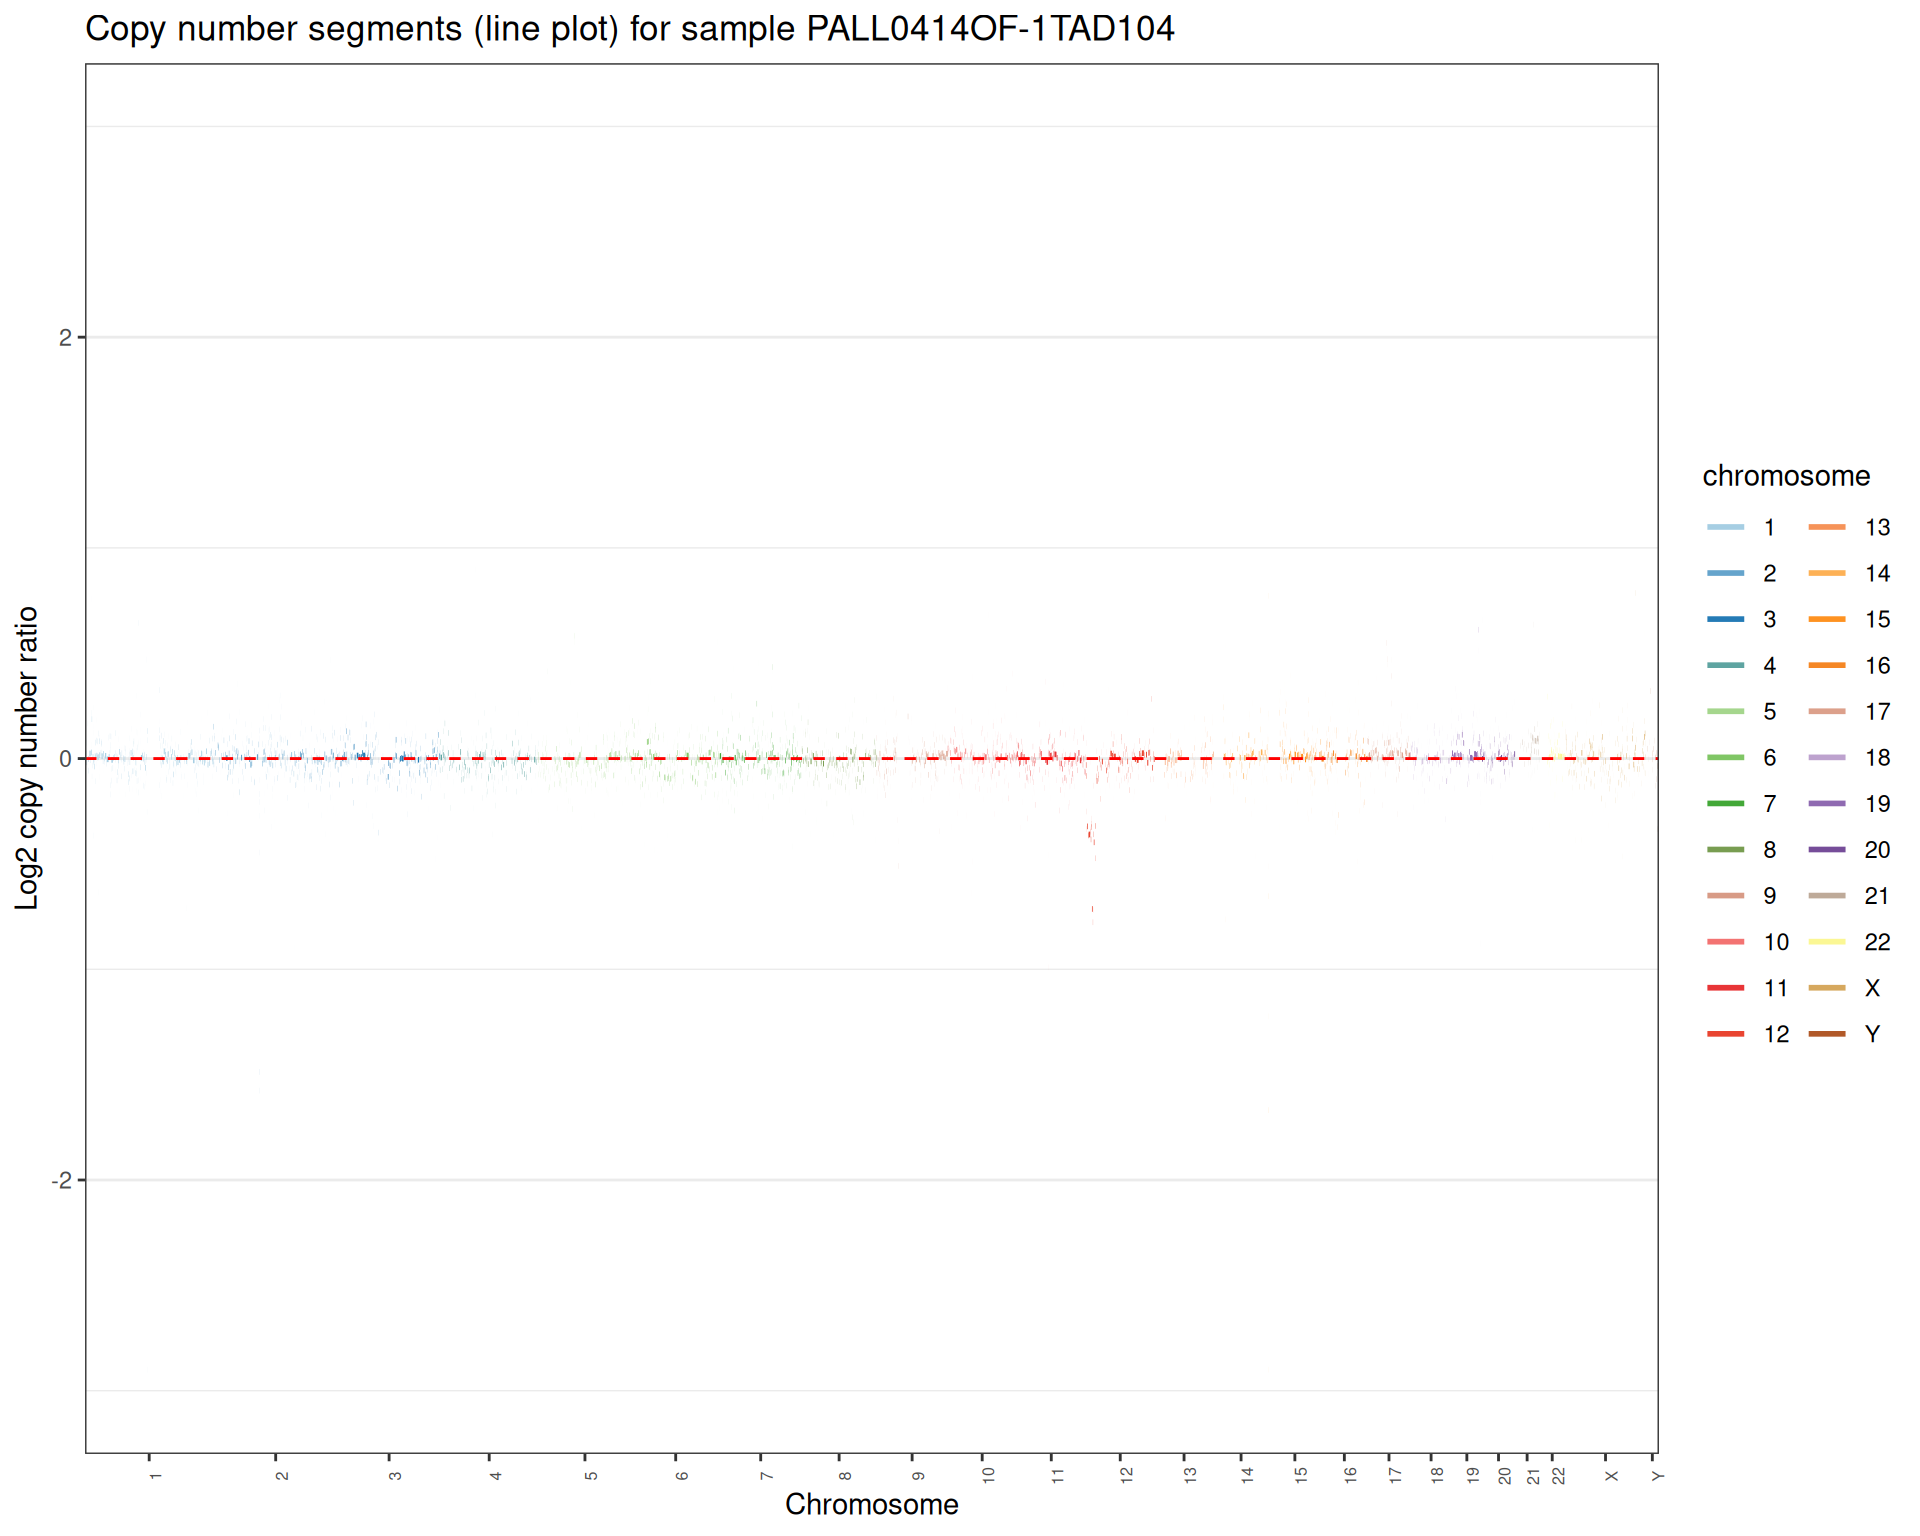 Copy number segments (line plot) for sample PALL0414OF-1TAD104
Log2 copy number ratio
2
0
-2
1 2 3 4 5 6 7 8 9 10 11 12 13 14 15 16 17 18 19 20 21 22 X Y
Chromosome
chromosome
1 13
2 14
3 15
4 16
5 17
6 18
7 19
8 20
9 21
10 22
11 X
12 Y